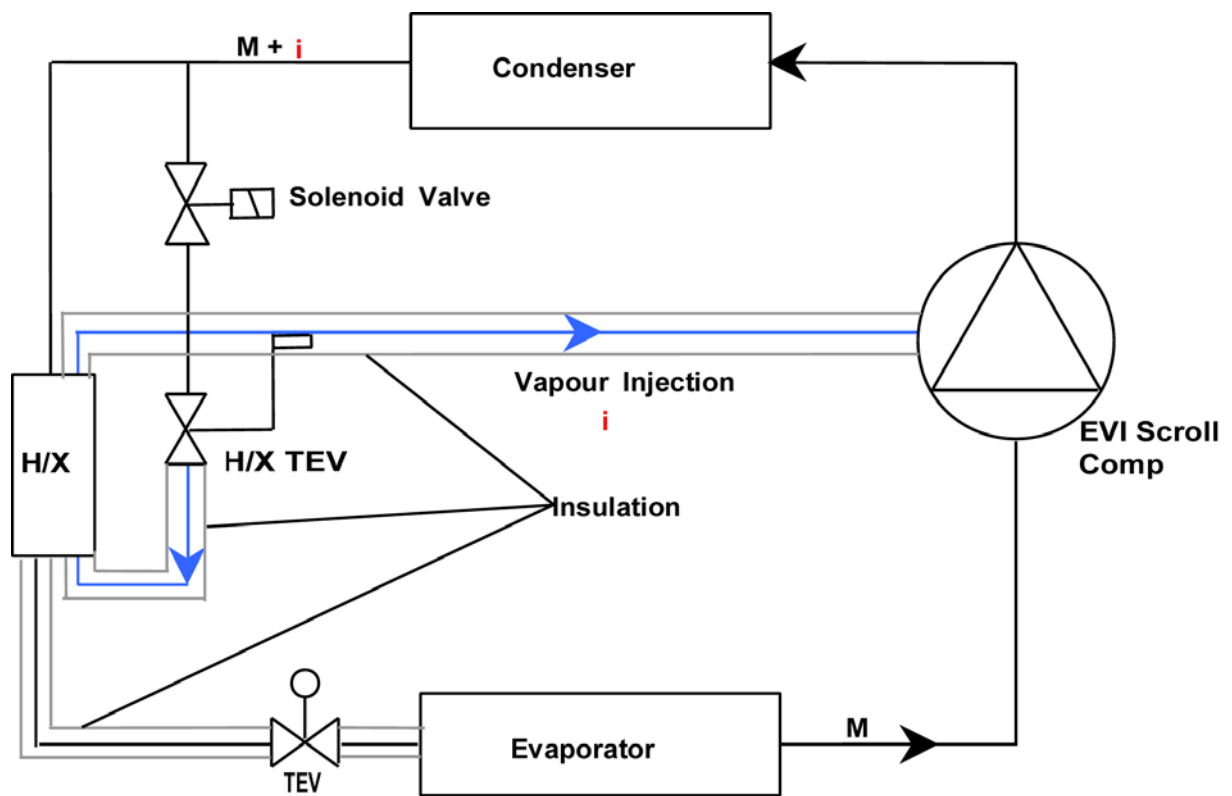 M + i
Condenser
Solenoid Valve
Vapour Injection
i
EVI Scroll
Comp
H/X
H/X TEV
Insulation
M
Evaporator
TEV